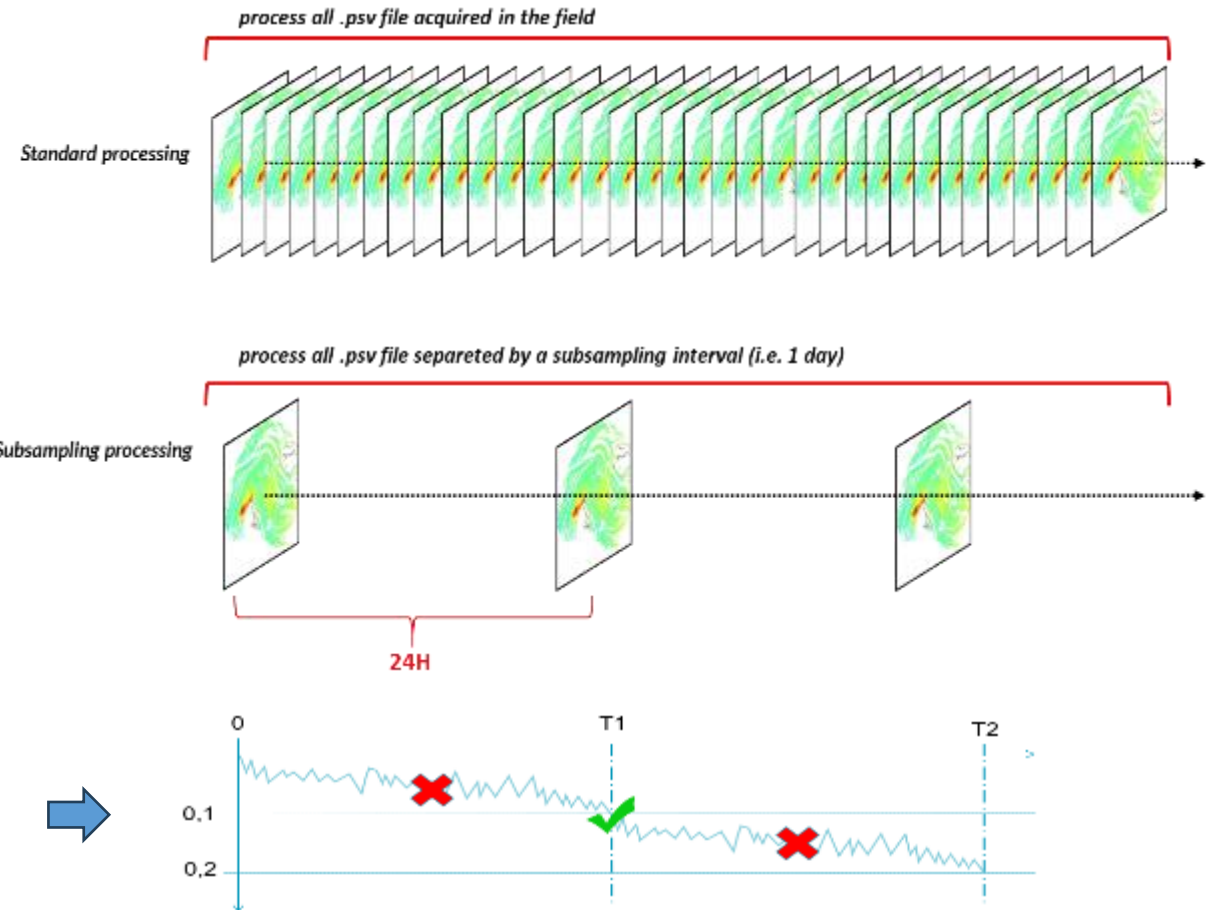 process all .psv file acquired in the field
Standard processing
process all .psv file separeted by a subsampling interval (i.e. 1 day)
Subsampling processing
24H
0
T1
T2
0,1
0,2